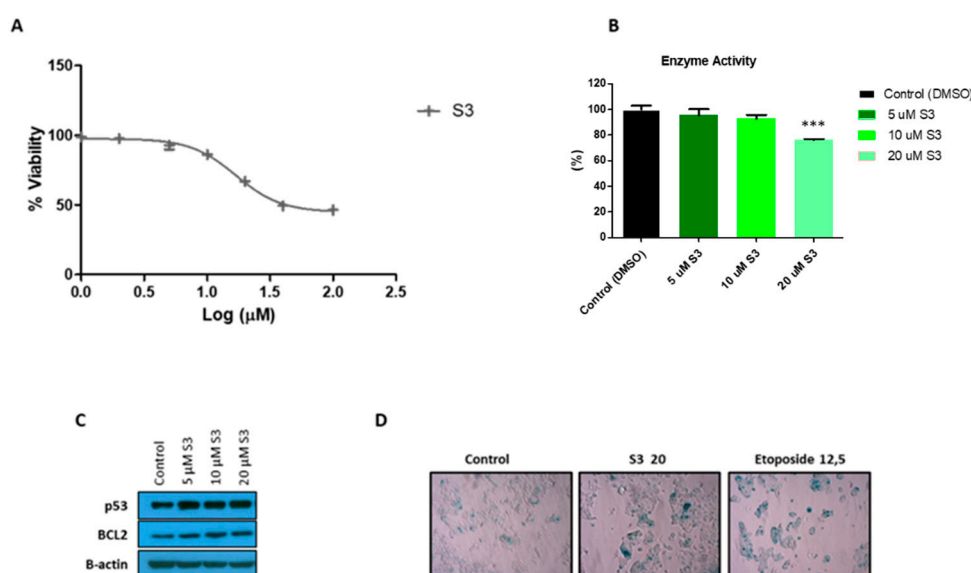 A
150
100
50
0
% Viability
0.0 0.5 1.0 1.5 2.0 2.5
Log (μM)
S3
B
Enzyme Activity
120
100
80
60
40
20
0
(%)
***
Control (DMSO)
5 uM S3
10 uM S3
20 uM S3
Control (DMSO)
5 uM S3
10 uM S3
20 uM S3
C
Control
5 μM S3
10 μM S3
20 μM S3
p53
BCL2
B-actin
D
Control
S3 20
Etoposide 12,5